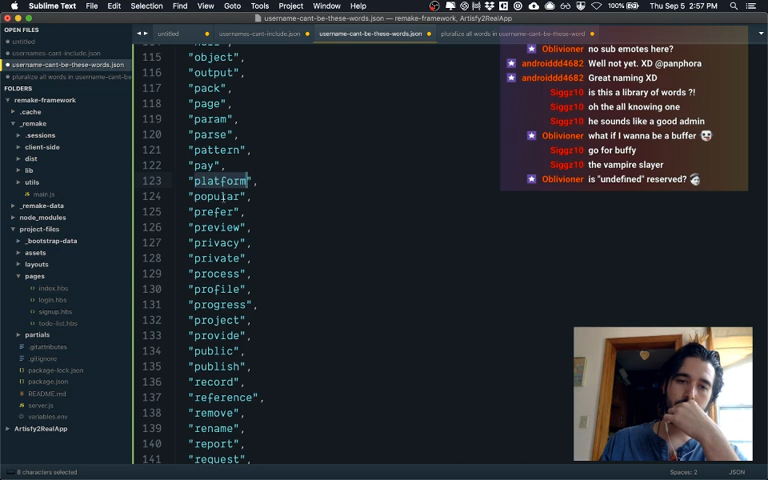 Sublime Text File Edit Selection Find View Goto Tools Project Window Help
100% Thu Sep 5 2:57 PM
username-cant-be-these-words.json — remake-framework, Artisfy2RealApp
OPEN FILES
untitled
usernames-cant-include.json
username-cant-be-these-words.json
pluralize all words in username-cant-be
FOLDERS
remake-framework
.cache
_remake
.sessions
client-side
dist
lib
utils
main.js
_remake-data
node_modules
project-files
_bootstrap-data
assets
layouts
pages
index.hbs
login.hbs
signup.hbs
todo-list.hbs
partials
.gitattributes
.gitignore
package-lock.json
package.json
README.md
server.js
variables.env
Artisfy2RealApp
untitled
usernames-cant-include.json
username-cant-be-these-words.json
pluralize all words in username-cant-be-these-word
115 "object",
116 "output",
117 "pack",
118 "page",
119 "param",
120 "parse",
121 "pattern",
122 "pay",
123 "platform",
124 "popular",
125 "prefer",
126 "preview",
127 "privacy",
128 "private",
129 "process",
130 "profile",
131 "progress",
132 "project",
133 "provide",
134 "public",
135 "publish",
136 "record",
137 "reference",
138 "remove",
139 "rename",
140 "report",
141 "request",
Oblivioner no sub emotes here?
androiddd4682 Well not yet. XD @panphora
androiddd4682 Great naming XD
Siggz10 is this a library of words ?!
Siggz10 oh the all knowing one
Siggz10 he sounds like a good admin
Oblivioner what if I wanna be a buffer
Siggz10 go for buffy
Siggz10 the vampire slayer
Oblivioner is "undefined" reserved?
8 characters selected
Spaces: 2
JSON